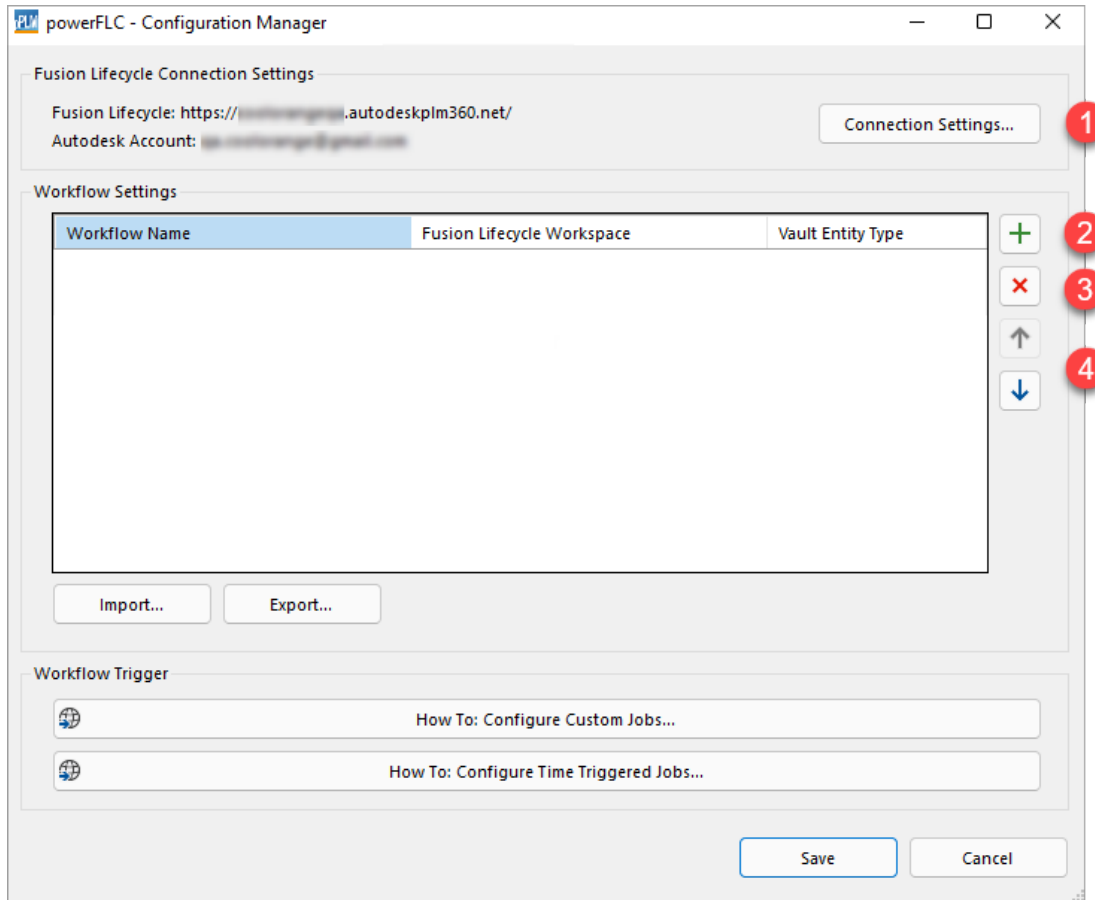 powerFLC - Configuration Manager
Fusion Lifecycle Connection Settings
Fusion Lifecycle: https:// .autodeskplm360.net/
Connection Settings...
1
Autodesk Account:
Workflow Settings
Workflow Name Fusion Lifecycle Workspace Vault Entity Type
2
3
4
Import... Export...
Workflow Trigger
How To: Configure Custom Jobs...
How To: Configure Time Triggered Jobs...
Save Cancel